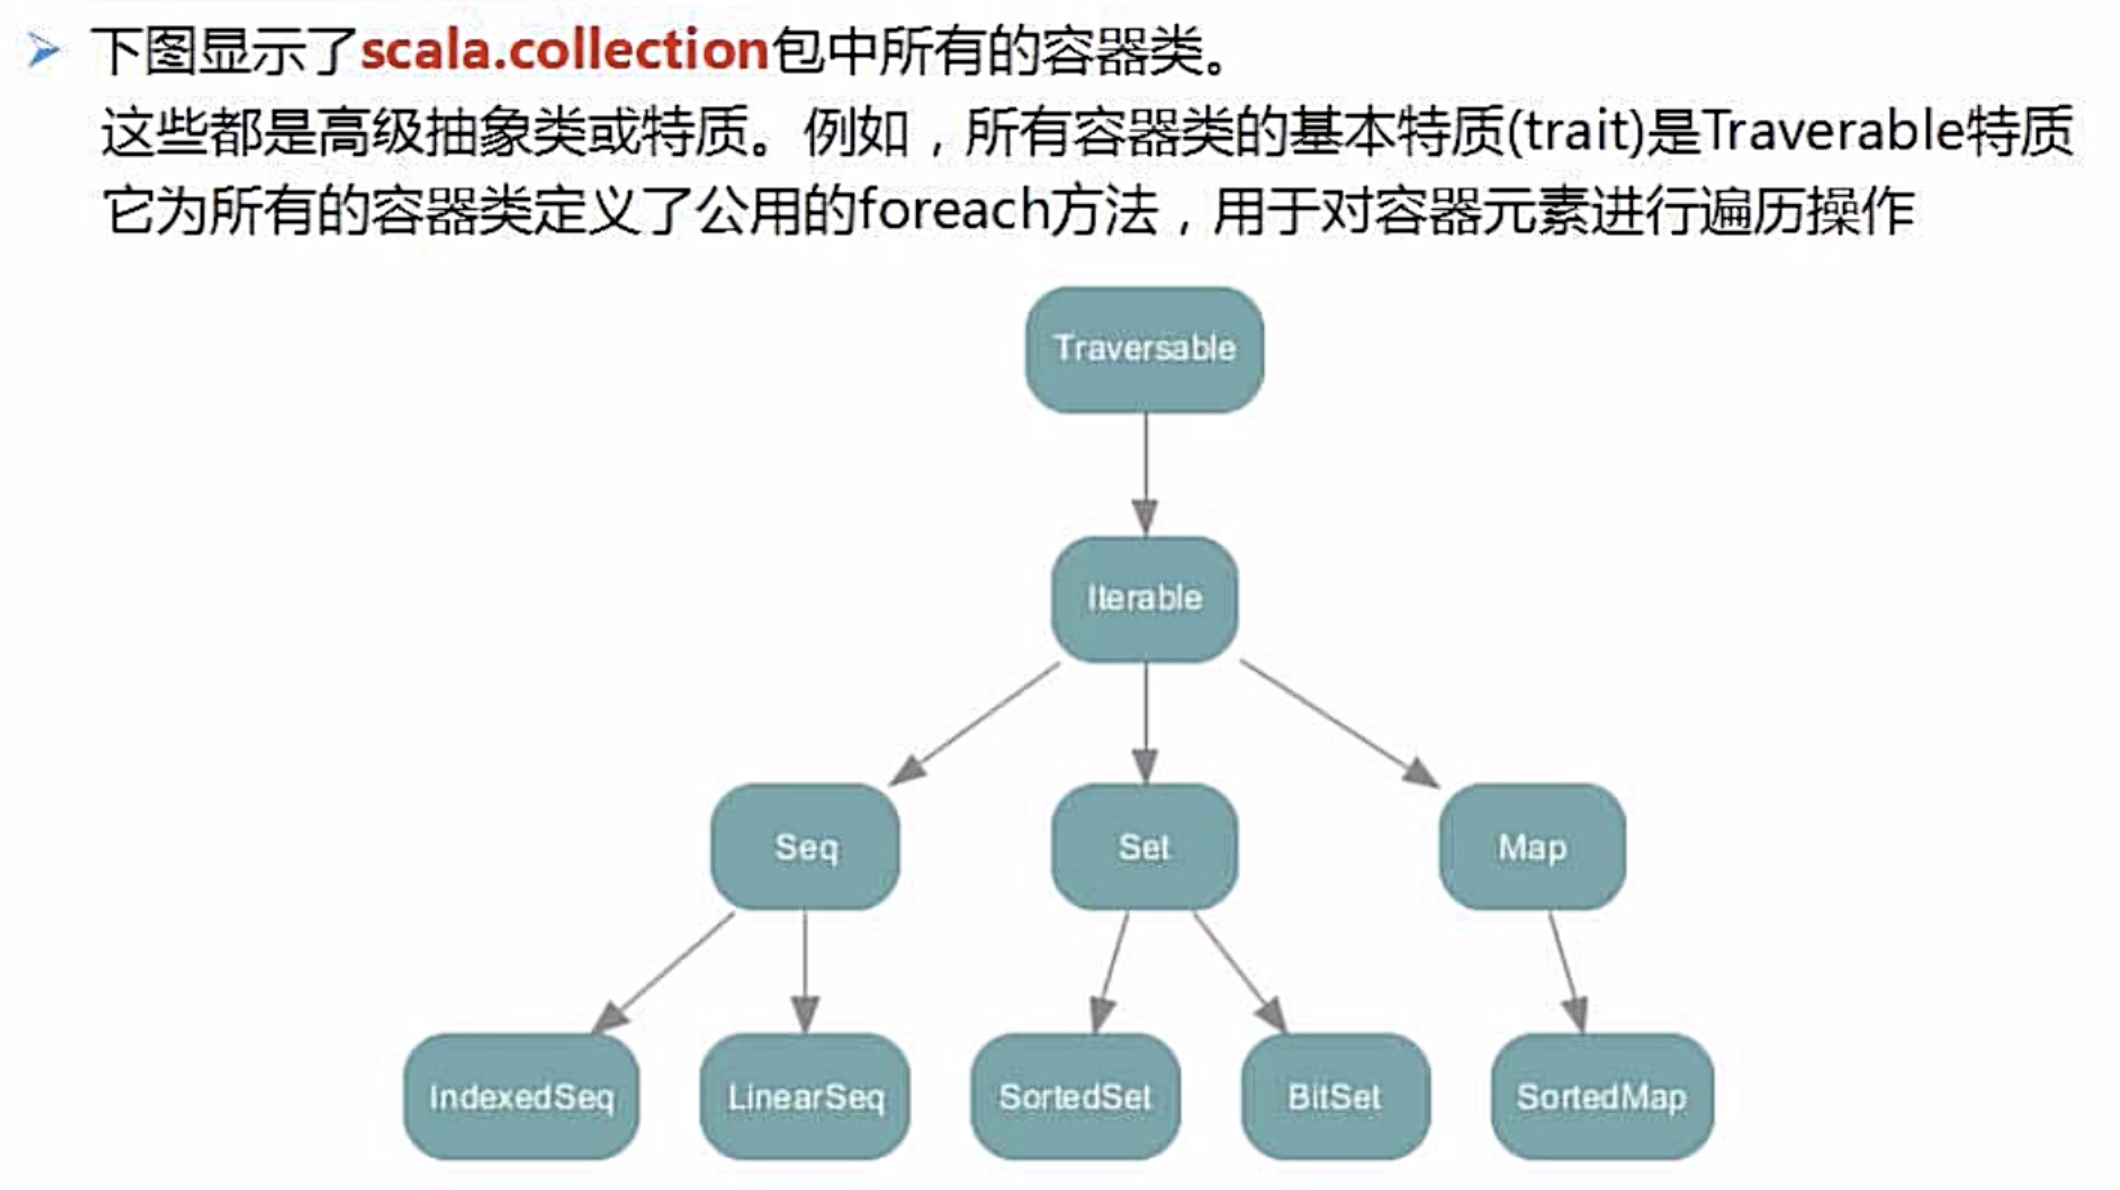 下图显示了scala.collection包中所有的容器类。
这些都是高级抽象类或特质。例如，所有容器类的基本特质(trait)是Traverable特质
它为所有的容器类定义了公用的foreach方法，用于对容器元素进行遍历操作
Traversable
Iterable
Seq
Set
Map
IndexedSeq
LinearSeq
SortedSet
BitSet
SortedMap